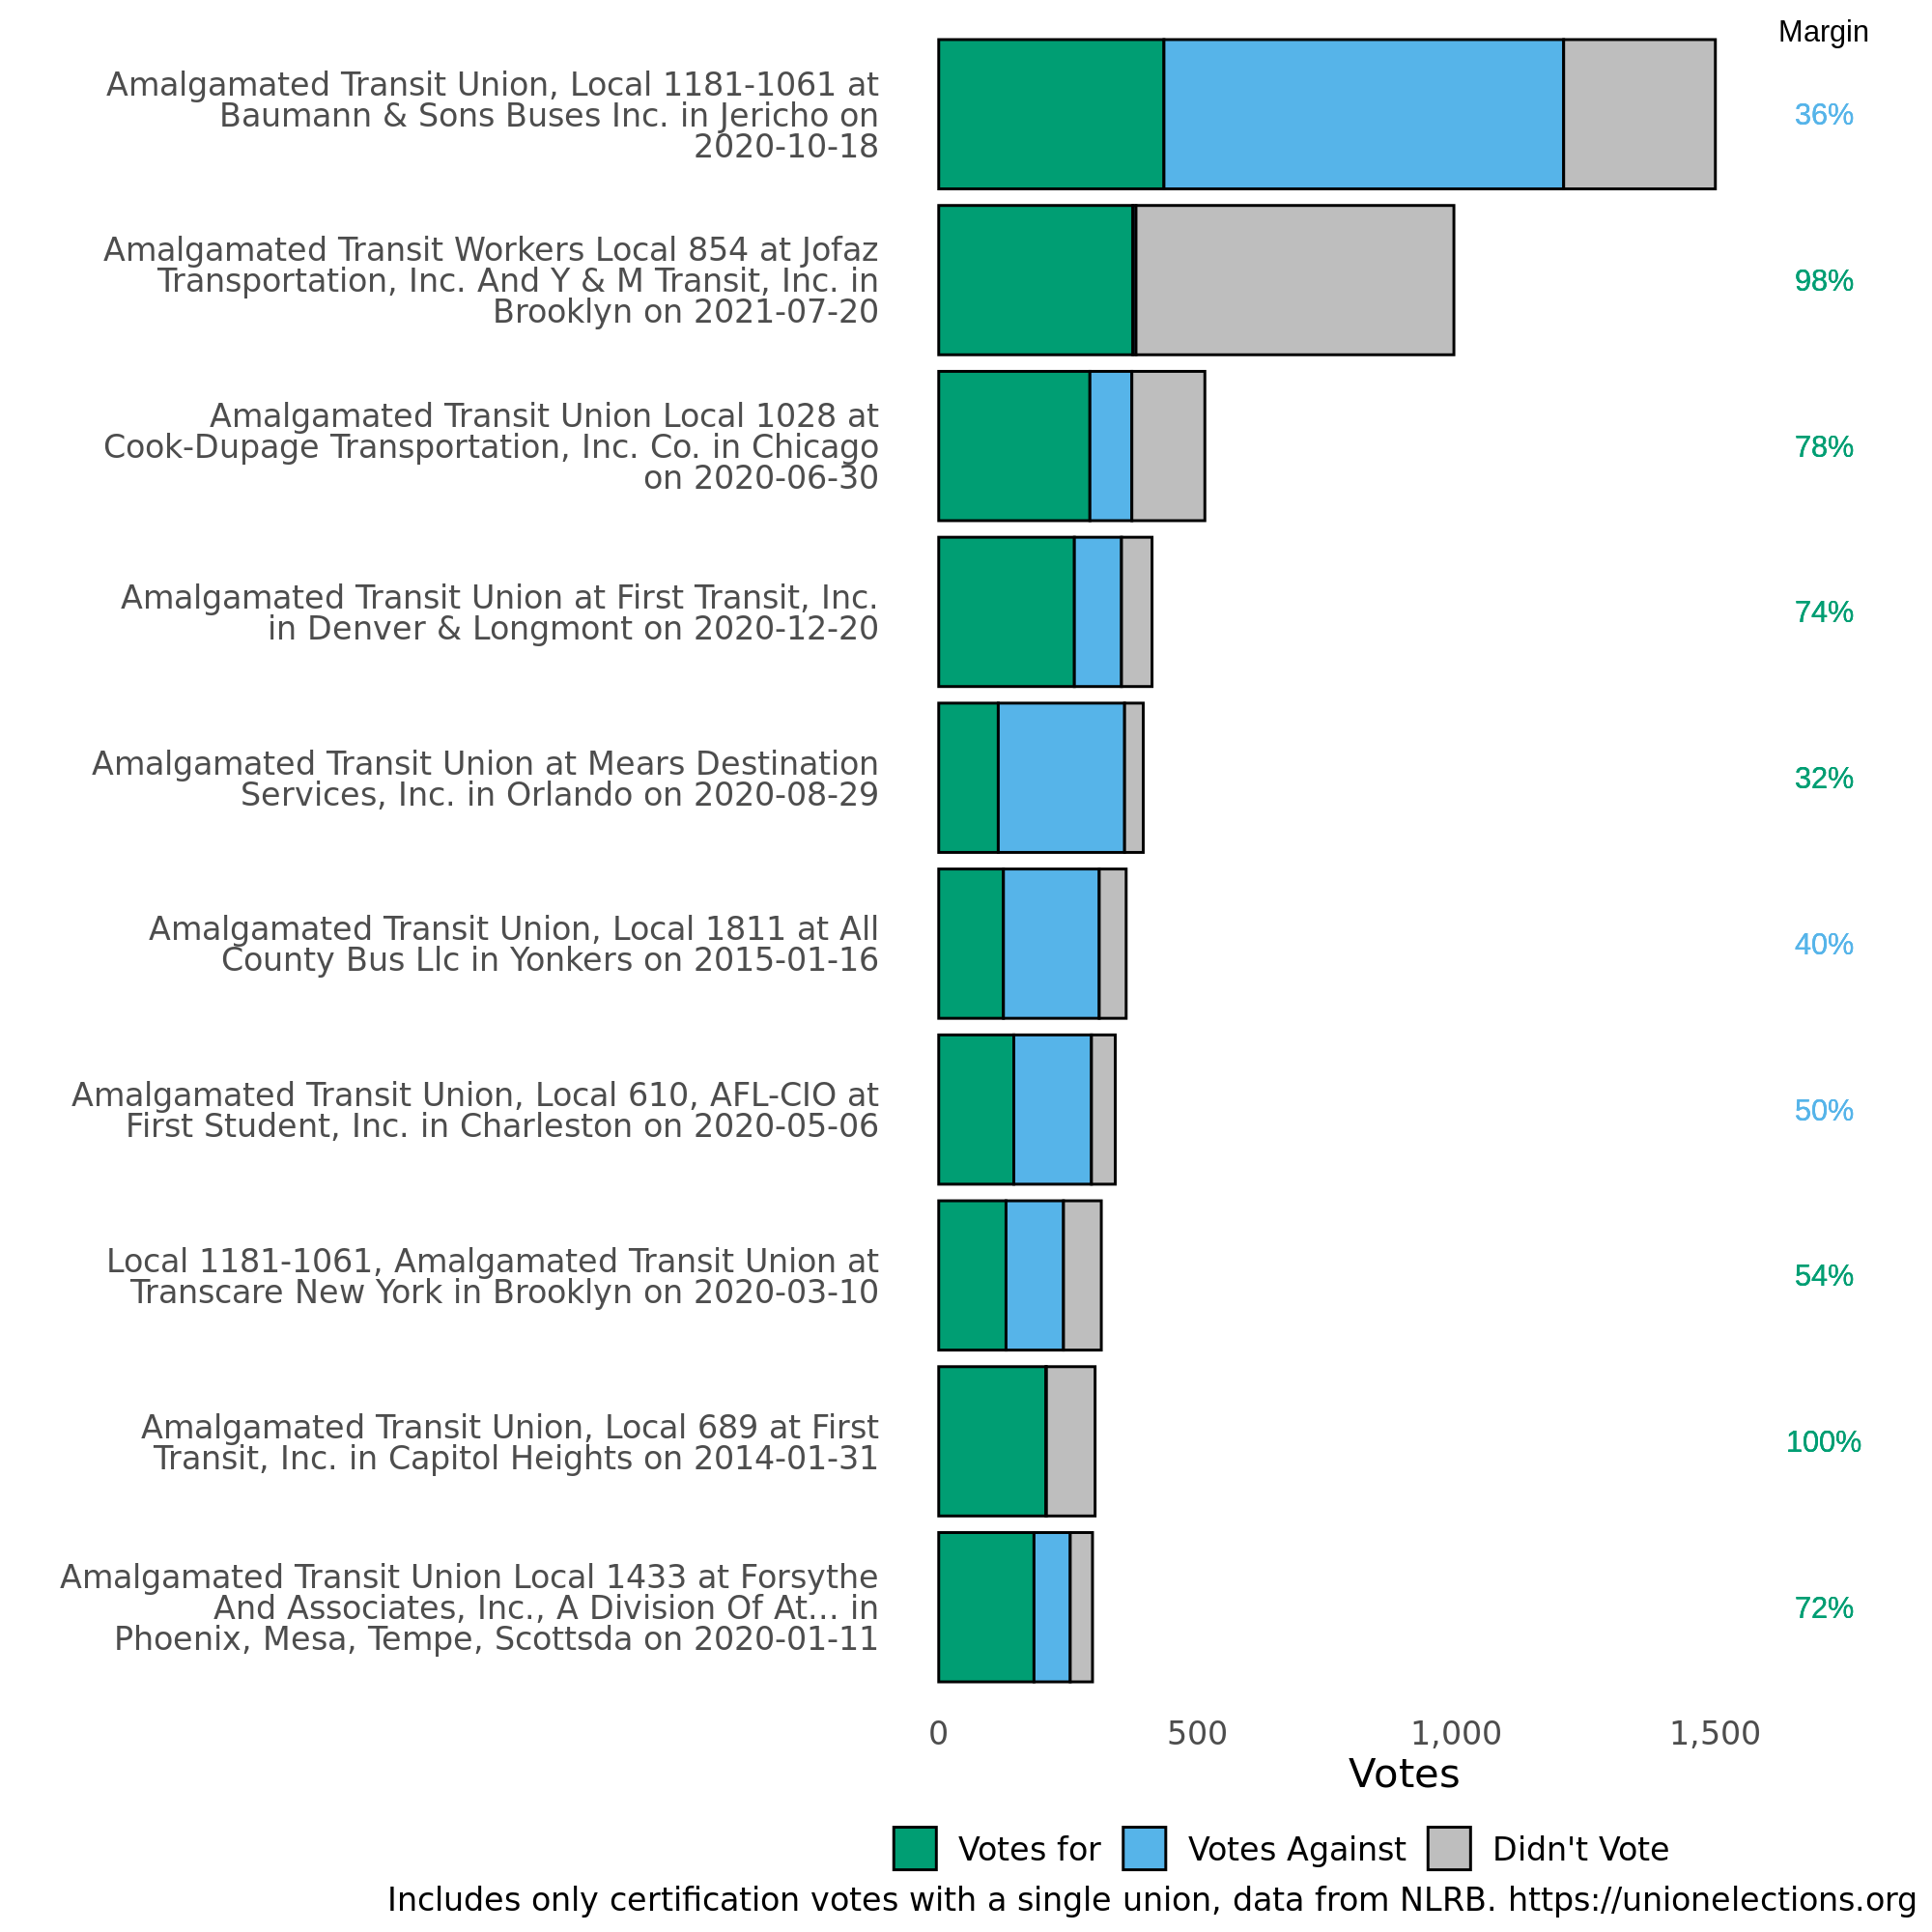 Margin
Amalgamated Transit Union, Local 1181-1061 at
Baumann & Sons Buses Inc. in Jericho on
2020-10-18
36%
Amalgamated Transit Workers Local 854 at Jofaz
Transportation, Inc. And Y & M Transit, Inc. in
Brooklyn on 2021-07-20
98%
Amalgamated Transit Union Local 1028 at
Cook-Dupage Transportation, Inc. Co. in Chicago
on 2020-06-30
78%
Amalgamated Transit Union at First Transit, Inc.
in Denver & Longmont on 2020-12-20
74%
Amalgamated Transit Union at Mears Destination
Services, Inc. in Orlando on 2020-08-29
32%
Amalgamated Transit Union, Local 1811 at All
County Bus Llc in Yonkers on 2015-01-16
40%
Amalgamated Transit Union, Local 610, AFL-CIO at
First Student, Inc. in Charleston on 2020-05-06
50%
Local 1181-1061, Amalgamated Transit Union at
Transcare New York in Brooklyn on 2020-03-10
54%
Amalgamated Transit Union, Local 689 at First
Transit, Inc. in Capitol Heights on 2014-01-31
100%
Amalgamated Transit Union Local 1433 at Forsythe
And Associates, Inc., A Division Of At... in
Phoenix, Mesa, Tempe, Scottsda on 2020-01-11
72%
0 500 1,000 1,500
Votes
Votes for Votes Against Didn't Vote
Includes only certification votes with a single union, data from NLRB. https://unionelections.org